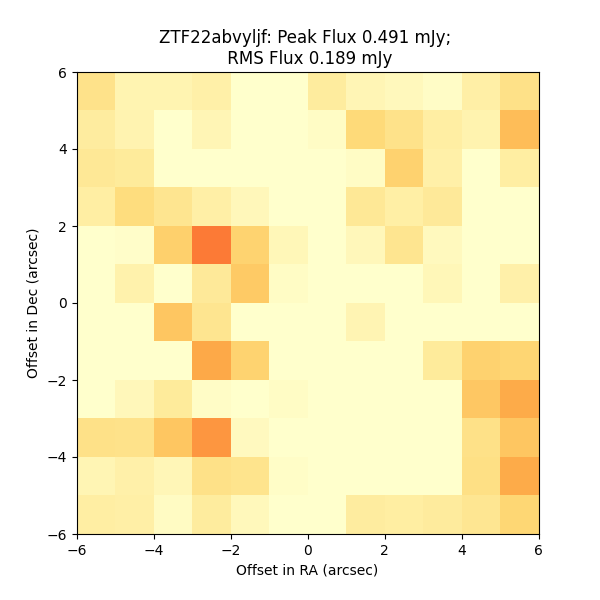 ZTF22abvyljf: Peak Flux 0.491 mJy;
RMS Flux 0.189 mJy
6
4
2
0
−2
−4
−6
Offset in Dec (arcsec)
−6 −4 −2 0 2 4 6
Offset in RA (arcsec)